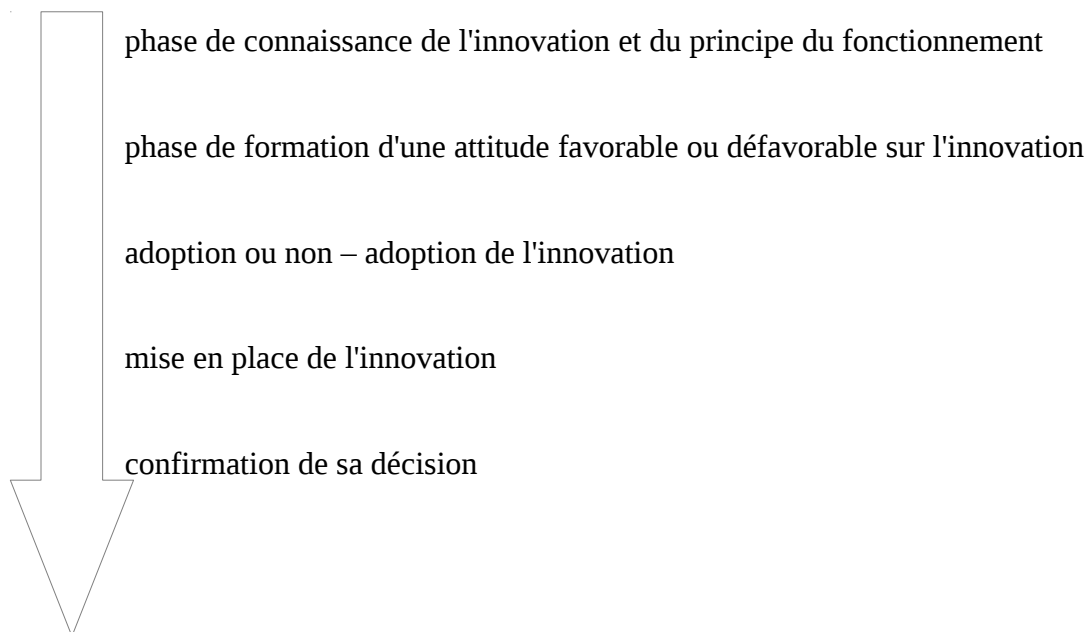 phase de connaissance de l'innovation et du principe du fonctionnement
phase de formation d'une attitude favorable ou défavorable sur l'innovation
adoption ou non – adoption de l'innovation
mise en place de l'innovation
confirmation de sa décision